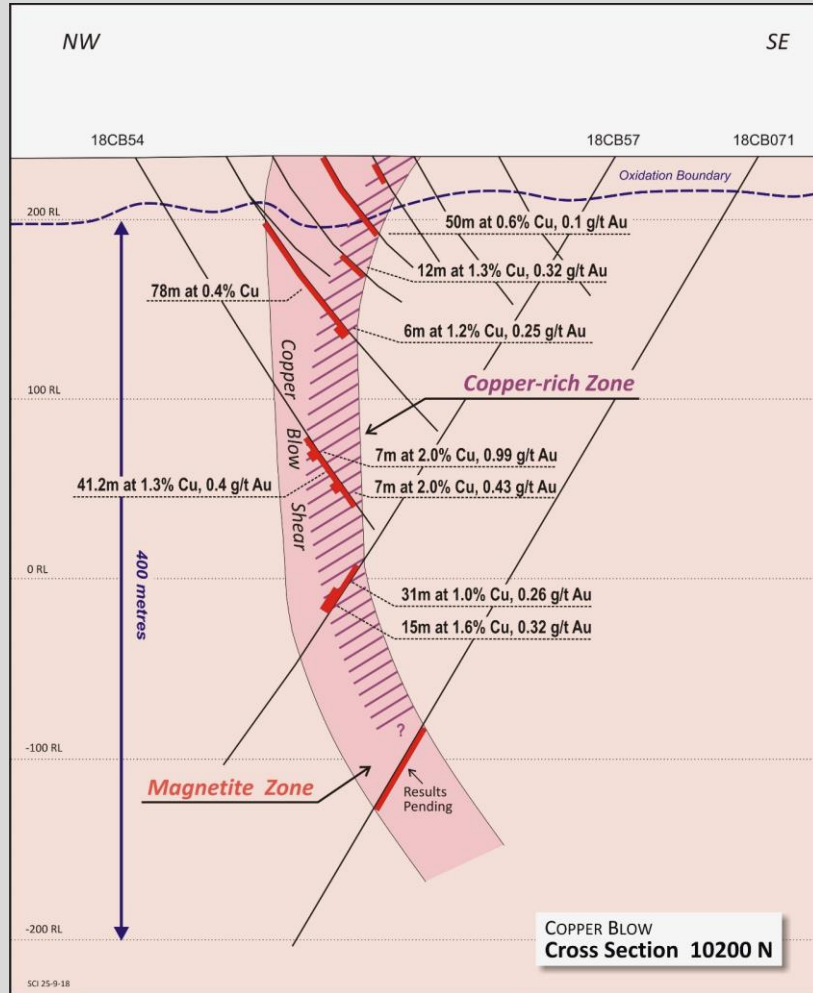 NW
SE
18CB54
18CB57
18CB071
Oxidation Boundary
200 RL
50m at 0.6% Cu, 0.1 g/t Au
12m at 1.3% Cu, 0.32 g/t Au
78m at 0.4% Cu
6m at 1.2% Cu, 0.25 g/t Au
Copper Blow Shear
Copper-rich Zone
100 RL
7m at 2.0% Cu, 0.99 g/t Au
41.2m at 1.3% Cu, 0.4 g/t Au
7m at 2.0% Cu, 0.43 g/t Au
400 metres
0 RL
31m at 1.0% Cu, 0.26 g/t Au
15m at 1.6% Cu, 0.32 g/t Au
?
-100 RL
Magnetite Zone
Results
Pending
-200 RL
COPPER BLOW
Cross Section 10200 N
SCI 25-9-18